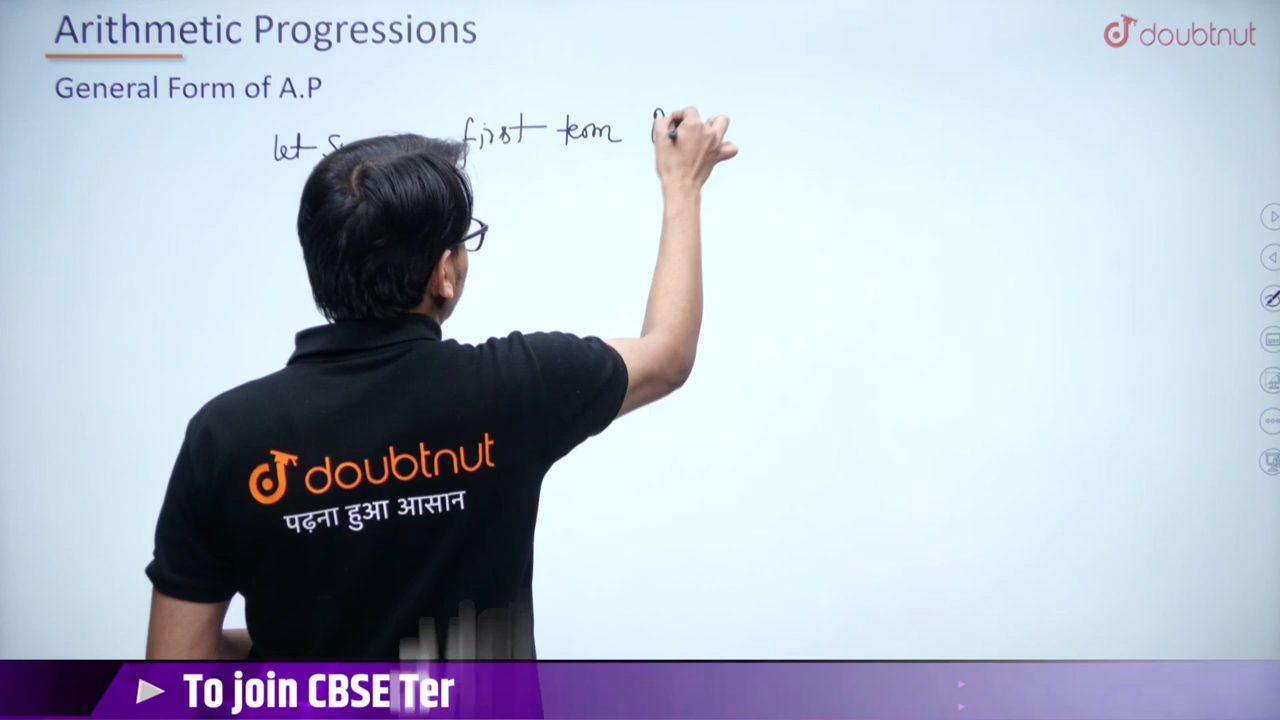 Arithmetic Progressions
doubtnut
General Form of A.P
let first term
doubtnut
पढ़ना हुआ आसान
To join CBSE Ter